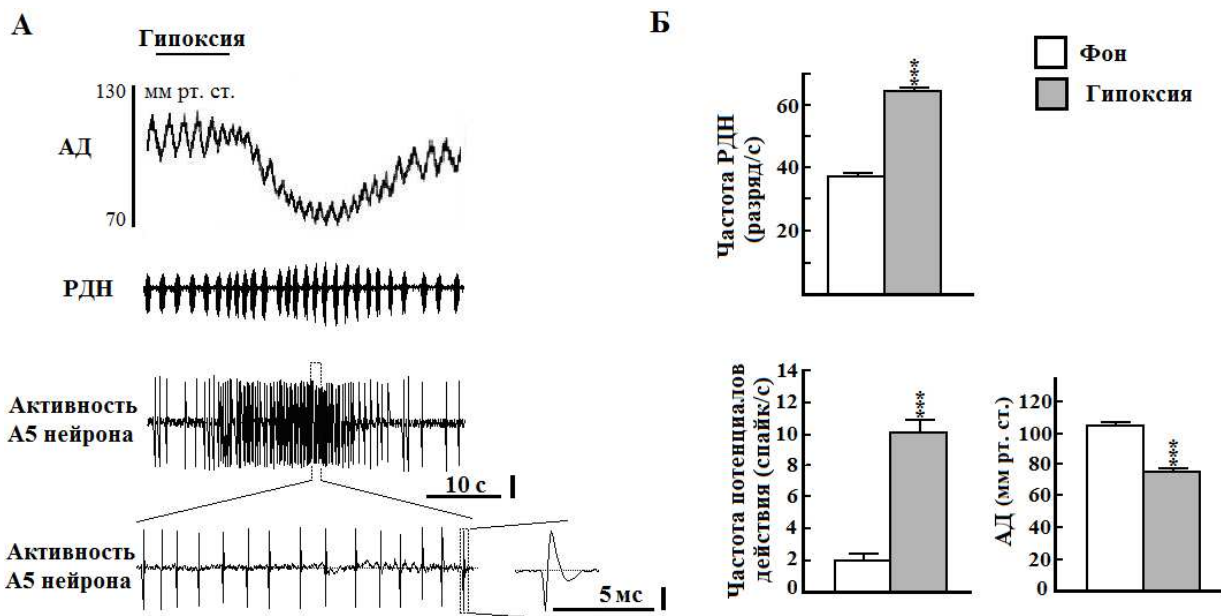 А
Гипоксия
130
мм рт. ст.
АД
70
РДН
Активность
А5 нейрона
10 с
Активность
А5 нейрона
5 мс
Б
Фон
Гипоксия
Частота РДН
(разряд/с)
60
40
20
***
Частота потенциалов
действия (спайк/с)
14
12
10
8
6
4
2
0
***
АД (мм рт. ст.)
120
100
80
60
40
20
0
***